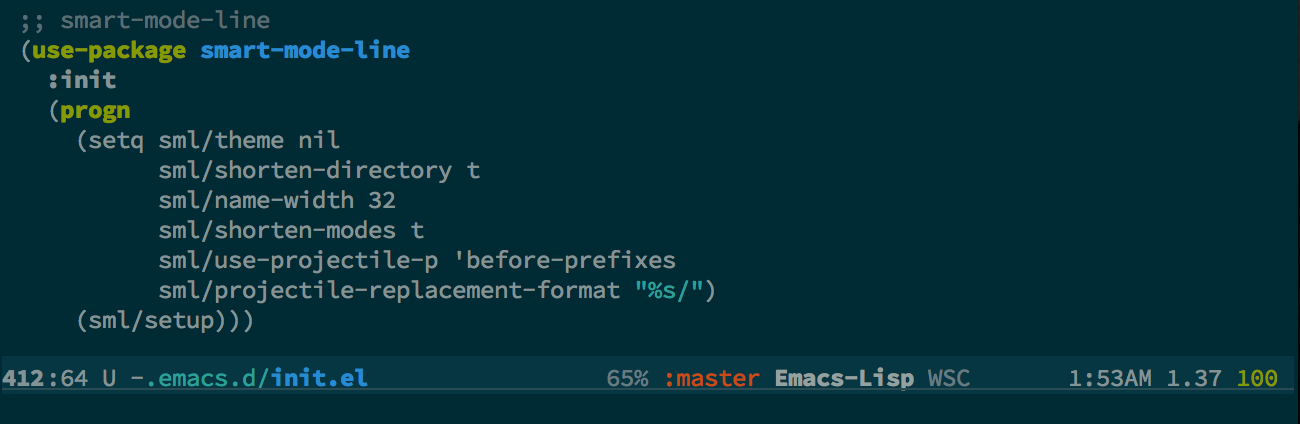 ;; smart-mode-line
(use-package smart-mode-line
  :init
  (progn
    (setq sml/theme nil
          sml/shorten-directory t
          sml/name-width 32
          sml/shorten-modes t
          sml/use-projectile-p 'before-prefixes
          sml/projectile-replacement-format "%s/")
    (sml/setup)))
412:64 U -.emacs.d/init.el 65% :master Emacs-Lisp WSC 1:53AM 1.37 100